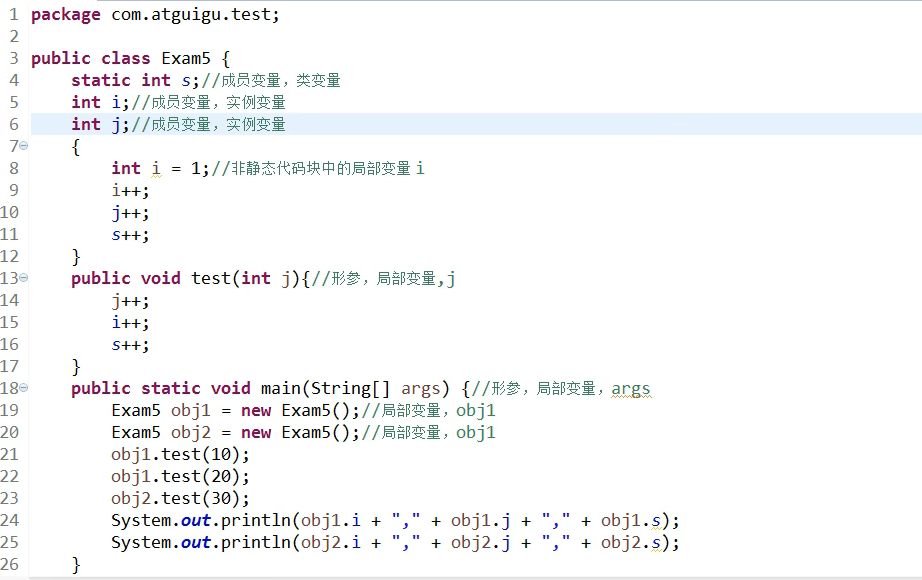 1 package com.atguigu.test;
2
3 public class Exam5 {
4     static int s;//成员变量，类变量
5     int i;//成员变量，实例变量
6     int j;//成员变量，实例变量
7     {
8         int i = 1;//非静态代码块中的局部变量 i
9         i++;
10         j++;
11         s++;
12     }
13     public void test(int j){//形参，局部变量,j
14         j++;
15         i++;
16         s++;
17     }
18     public static void main(String[] args) {//形参，局部变量，args
19         Exam5 obj1 = new Exam5();//局部变量，obj1
20         Exam5 obj2 = new Exam5();//局部变量，obj1
21         obj1.test(10);
22         obj1.test(20);
23         obj2.test(30);
24         System.out.println(obj1.i + "," + obj1.j + "," + obj1.s);
25         System.out.println(obj2.i + "," + obj2.j + "," + obj2.s);
26     }